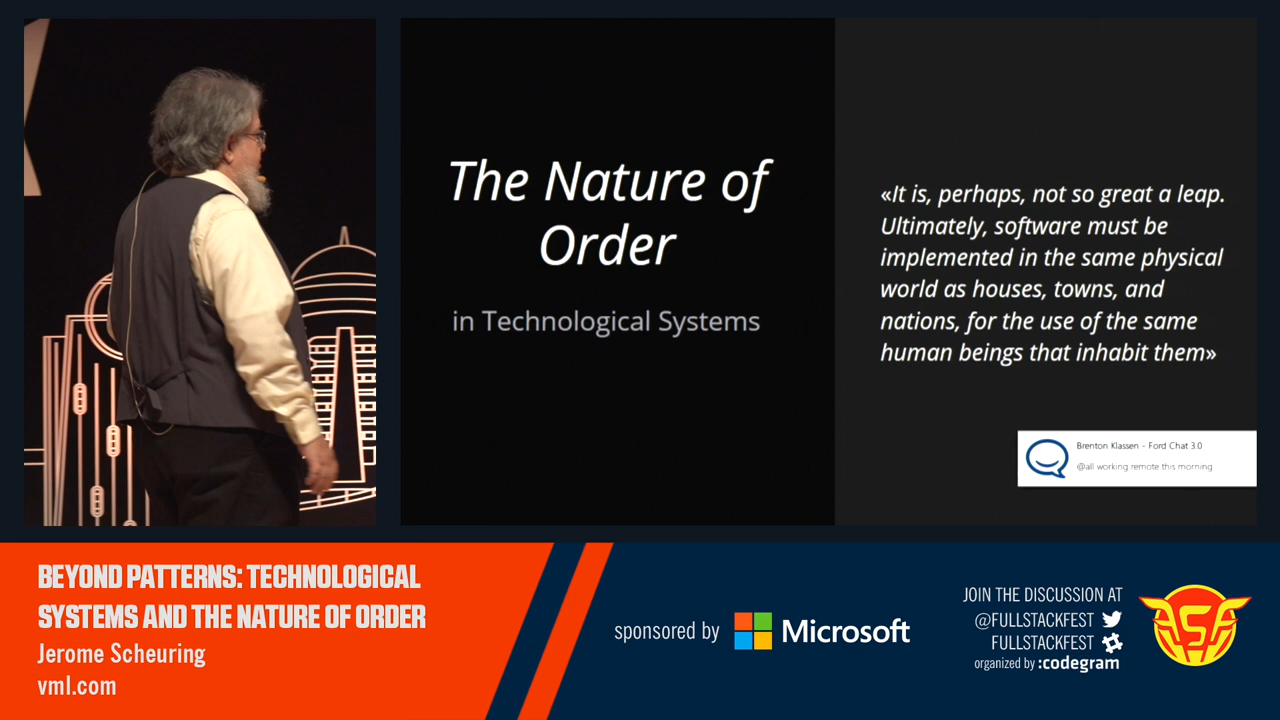 The Nature of
Order
in Technological Systems
«It is, perhaps, not so great a leap.
Ultimately, software must be
implemented in the same physical
world as houses, towns, and
nations, for the use of the same
human beings that inhabit them»
Brenton Klassen - Ford Chat 3.0
@all working remote this morning
BEYOND PATTERNS: TECHNOLOGICAL
SYSTEMS AND THE NATURE OF ORDER
Jerome Scheuring
vml.com
sponsored by Microsoft
JOIN THE DISCUSSION AT
@FULLSTACKFEST
FULLSTACKFEST
organized by :codegram
FSF